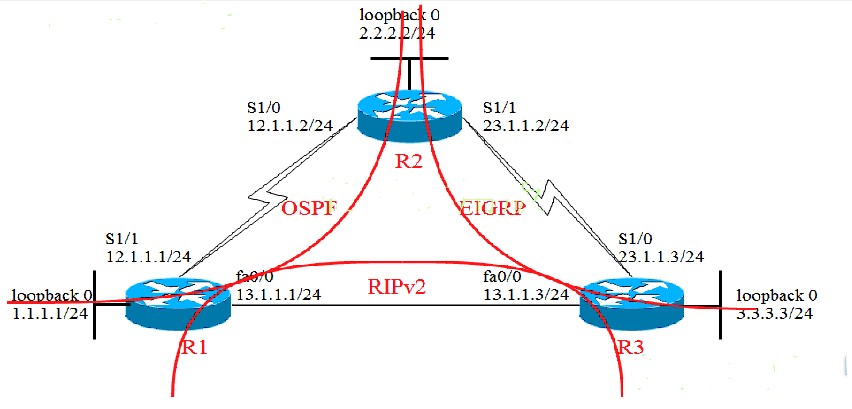 loopback 0
2.2.2.2/24
S1/0
12.1.1.2/24
S1/1
23.1.1.2/24
R2
OSPF
EIGRP
S1/1
12.1.1.1/24
S1/0
23.1.1.3/24
fa0/0
13.1.1.1/24
RIPv2
fa0/0
13.1.1.3/24
loopback 0
1.1.1.1/24
loopback 0
3.3.3.3/24
R1
R3